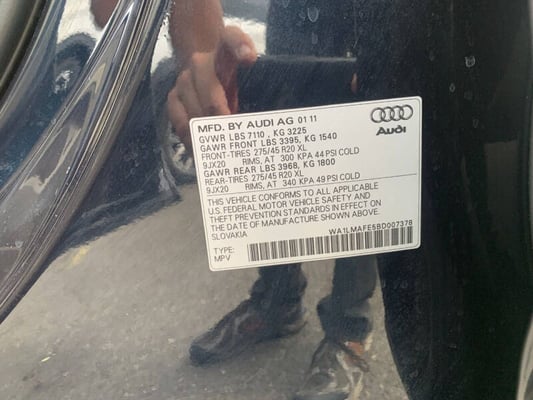 MFD. BY AUDI AG 01 11
GVWR LBS 7110 , KG 3225
GAWR FRONT LBS 3395, KG 1540
FRONT-TIRES 275/45 R20 XL
9JX20 RIMS, AT 300 KPA 44 PSI COLD
GAWR REAR LBS 3968, KG 1800
REAR-TIRES 275/45 R20 XL
9JX20 RIMS, AT 340 KPA 49 PSI COLD
THIS VEHICLE CONFORMS TO ALL APPLICABLE
U.S. FEDERAL MOTOR VEHICLE SAFETY AND
THEFT PREVENTION STANDARDS IN EFFECT ON
THE DATE OF MANUFACTURE SHOWN ABOVE.
SLOVAKIA
WA1LMAFE5BD007378
TYPE:
MPV
Audi